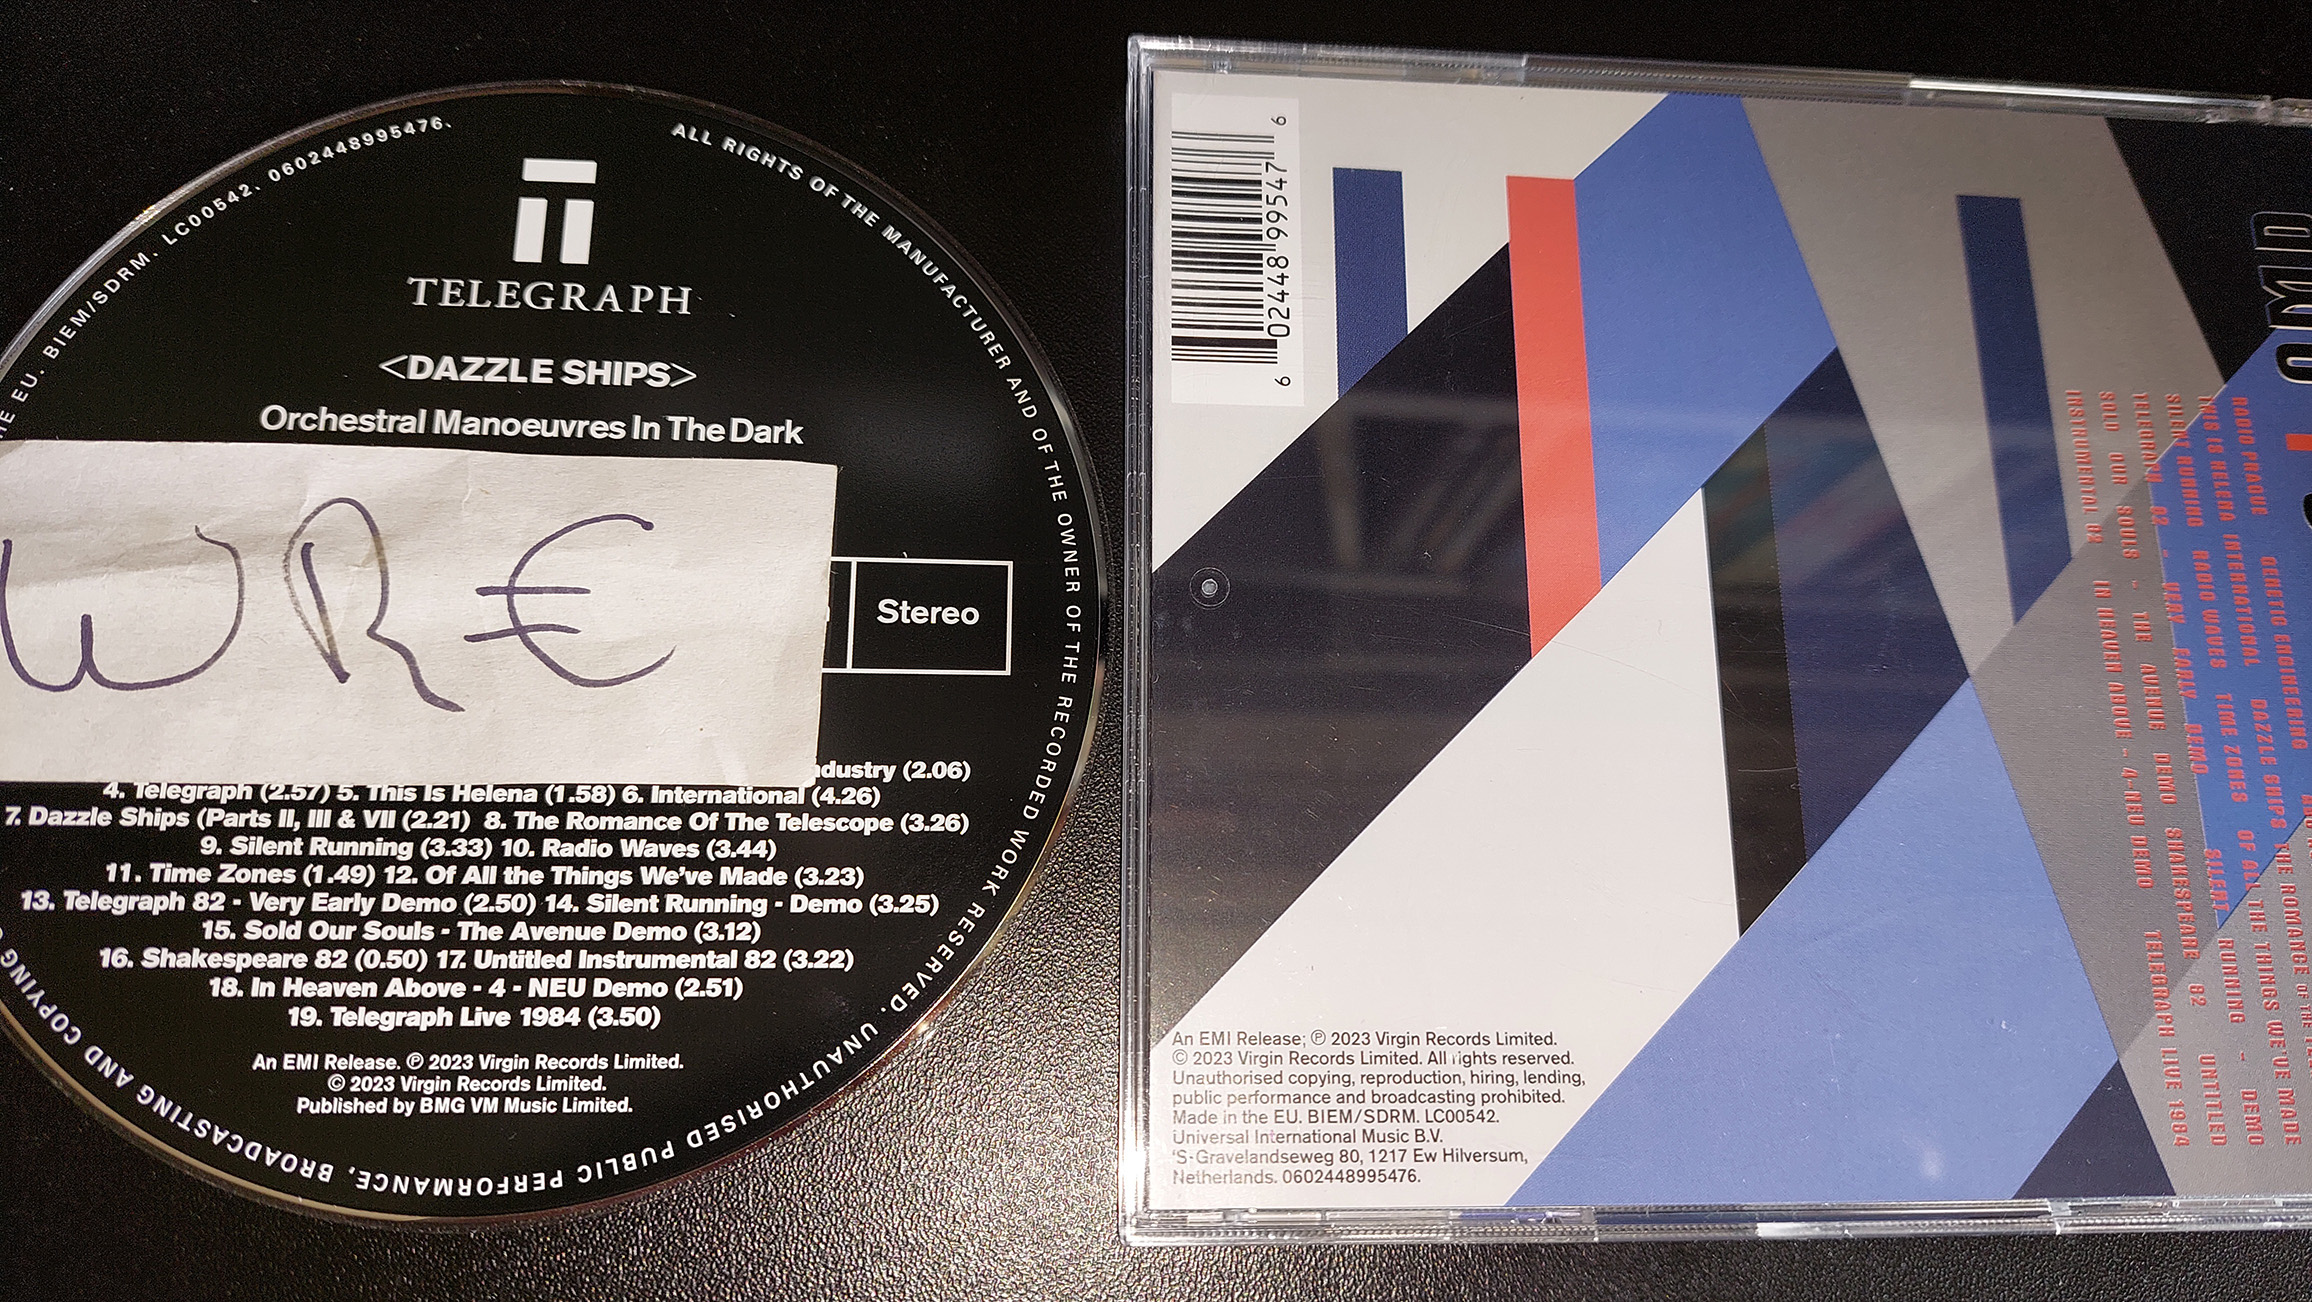 THE EU. BIEM/SDRM. LC00542. 0602448995476.
ALL RIGHTS OF THE MANUFACTURER AND OF THE OWNER OF THE RECORDED WORK RESERVED. UNAUTHORISED PUBLIC PERFORMANCE, BROADCASTING AND COPYING
TELEGRAPH
<DAZZLE SHIPS>
Orchestral Manoeuvres In The Dark
WR€
Stereo
(2.06)
4. Telegraph (2.57) 5. This Is Helena (1.58) 6. International (4.26)
7. Dazzle Ships (Parts II, III & VII (2.21) 8. The Romance Of The Telescope (3.26)
9. Silent Running (3.33) 10. Radio Waves (3.44)
11. Time Zones (1.49) 12. Of All the Things We've Made (3.23)
13. Telegraph 82 - Very Early Demo (2.50) 14. Silent Running - Demo (3.25)
15. Sold Our Souls - The Avenue Demo (3.12)
16. Shakespeare 82 (0.50) 17. Untitled Instrumental 82 (3.22)
18. In Heaven Above - 4 - NEU Demo (2.51)
19. Telegraph Live 1984 (3.50)
An EMI Release. ℗ 2023 Virgin Records Limited.
© 2023 Virgin Records Limited.
Published by BMG VM Music Limited.
6 02448 99547 6
OMD
GENETIC ENGINEERING
RADIO PRAGUE DAZZLE SHIPS THE ROMANCE OF THE
THIS IS HELENA INTERNATIONAL OF ALL THE THINGS WE'VE MADE
SILENT RUNNING RADIO WAVES TIME ZONES SILENT RUNNING - DEMO
TELEGRAPH 82 - VERY EARLY DEMO SHAKESPEARE 82 UNTITLED
SOLD OUR SOULS - THE AVENUE DEMO TELEGRAPH LIVE 1984
INSTRUMENTAL 82 IN HEAVEN ABOVE - 4-NEU DEMO
An EMI Release; ℗ 2023 Virgin Records Limited.
© 2023 Virgin Records Limited. All rights reserved.
Unauthorised copying, reproduction, hiring, lending,
public performance and broadcasting prohibited.
Made in the EU. BIEM/SDRM. LC00542.
Universal International Music B.V.
'S-Gravelandseweg 80, 1217 Ew Hilversum,
Netherlands. 0602448995476.